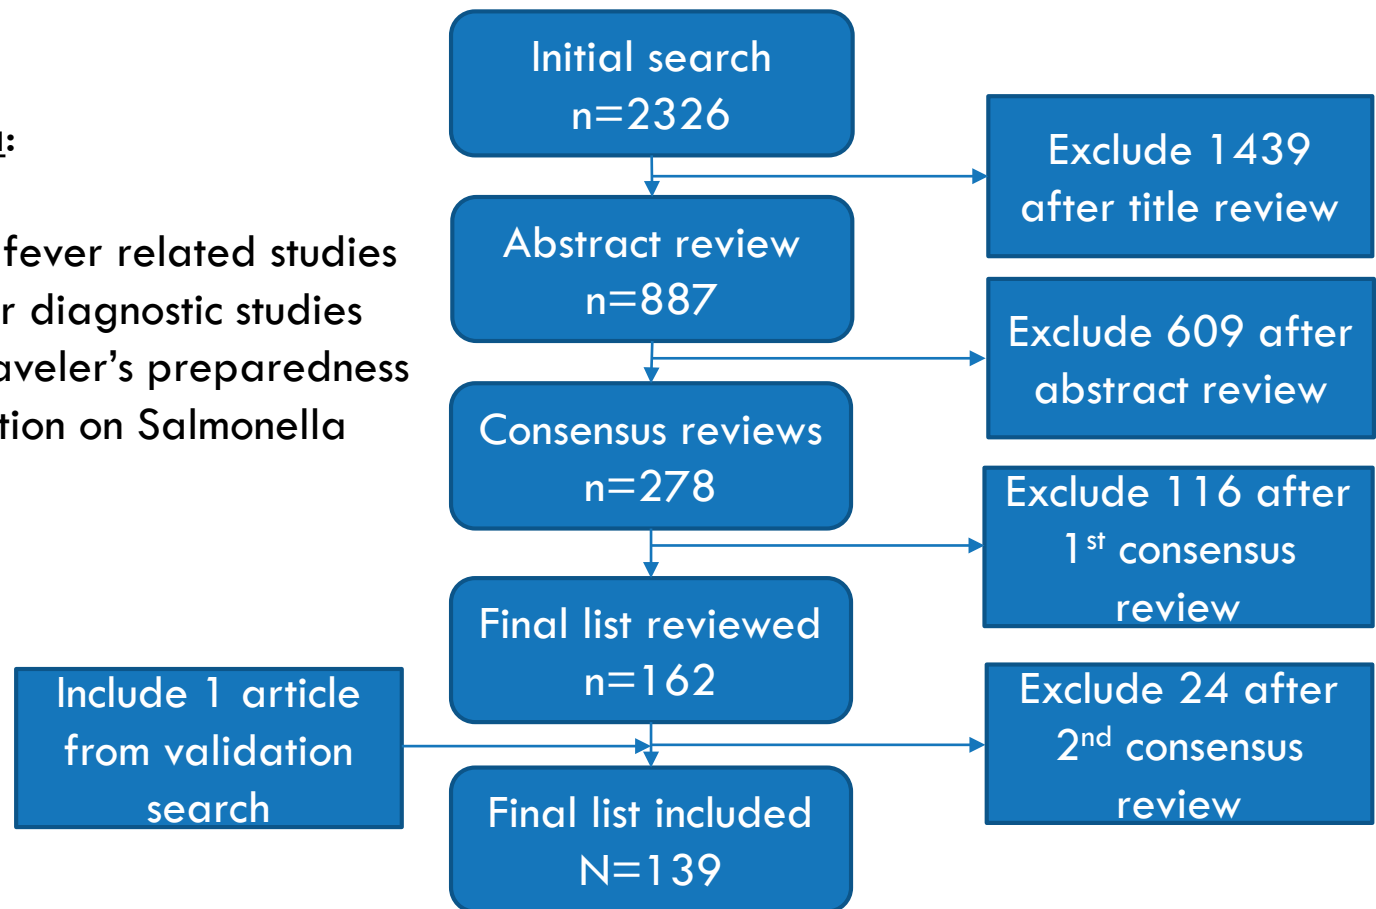 Initial search
n=2326
Exclude 1439
after title review
Abstract review
n=887
Exclude 609 after
abstract review
Consensus reviews
n=278
Exclude 116 after
1st consensus
review
Final list reviewed
n=162
Include 1 article
from validation
search
Exclude 24 after
2nd consensus
review
Final list included
N=139
:
fever related studies
diagnostic studies
preparedness
on Salmonella